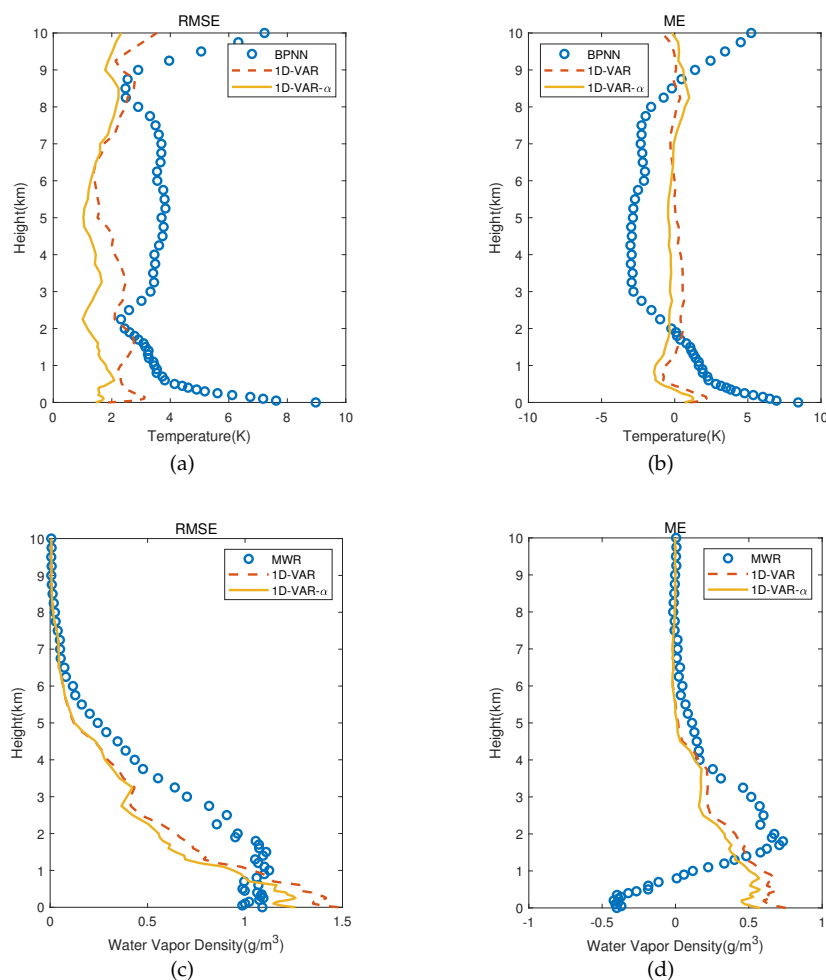 RMSE
10
9
8
7
6
5
4
3
2
1
0
Height(km)
BPNN
1D-VAR
1D-VAR-α
0 2 4 6 8 10
Temperature(K)
(a)
ME
10
9
8
7
6
5
4
3
2
1
0
Height(km)
BPNN
1D-VAR
1D-VAR-α
-10 -5 0 5 10
Temperature(K)
(b)
RMSE
10
9
8
7
6
5
4
3
2
1
0
Height(km)
MWR
1D-VAR
1D-VAR-α
0 0.5 1 1.5
Water Vapor Density(g/m³)
(c)
ME
10
9
8
7
6
5
4
3
2
1
0
Height(km)
MWR
1D-VAR
1D-VAR-α
-1 -0.5 0 0.5 1
Water Vapor Density(g/m³)
(d)